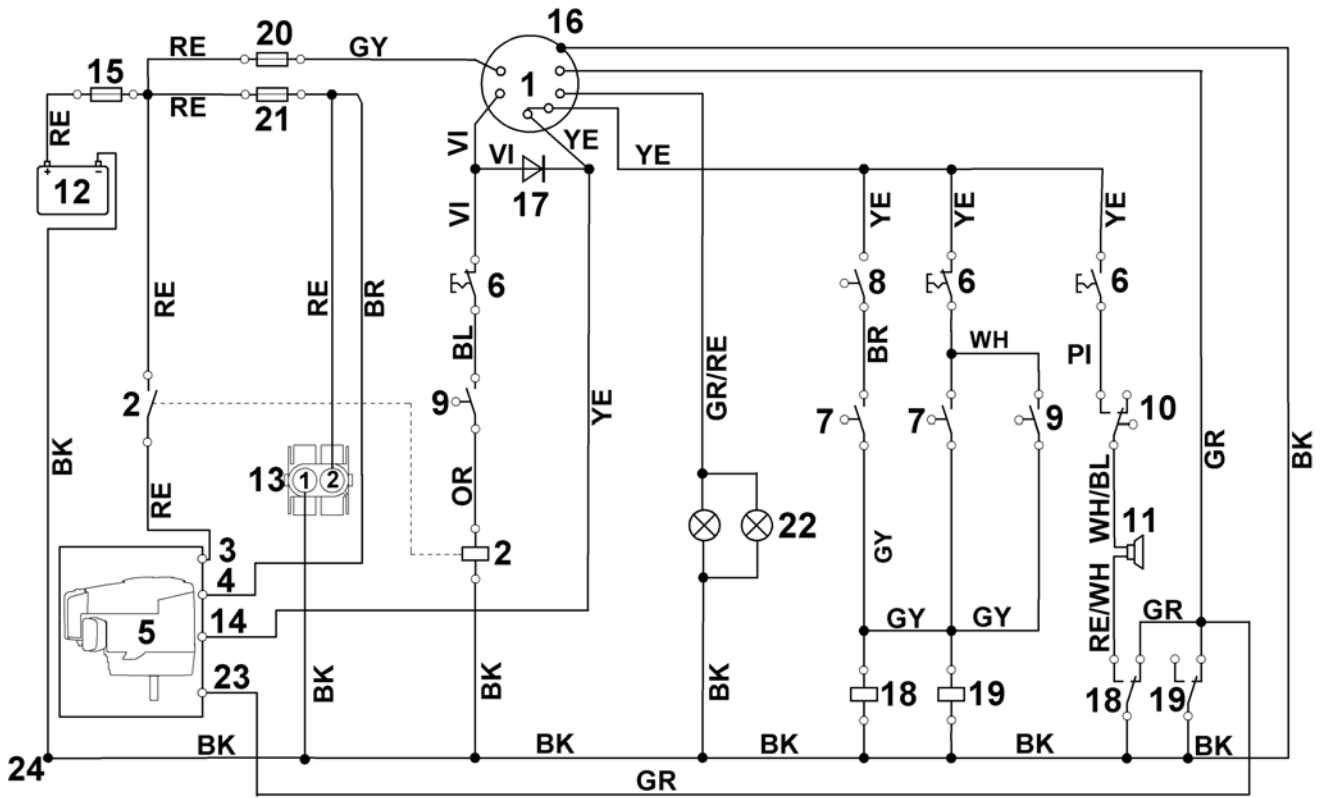 16
20
RE
GY
15
1
RE
21
RE
VI
YE
VI
YE
12
+
-
17
VI
YE
YE
YE
6
8
6
6
RE
RE
BR
BL
GR/RE
BR
WH
PI
2
9
YE
7
7
9
10
BK
GR
BK
13
1
2
OR
WH/BL
RE
22
11
3
2
GY
4
5
14
RE/WH
GY
GY
GR
23
BK
BK
BK
18
19
18
19
24
BK
BK
BK
BK
BK
GR